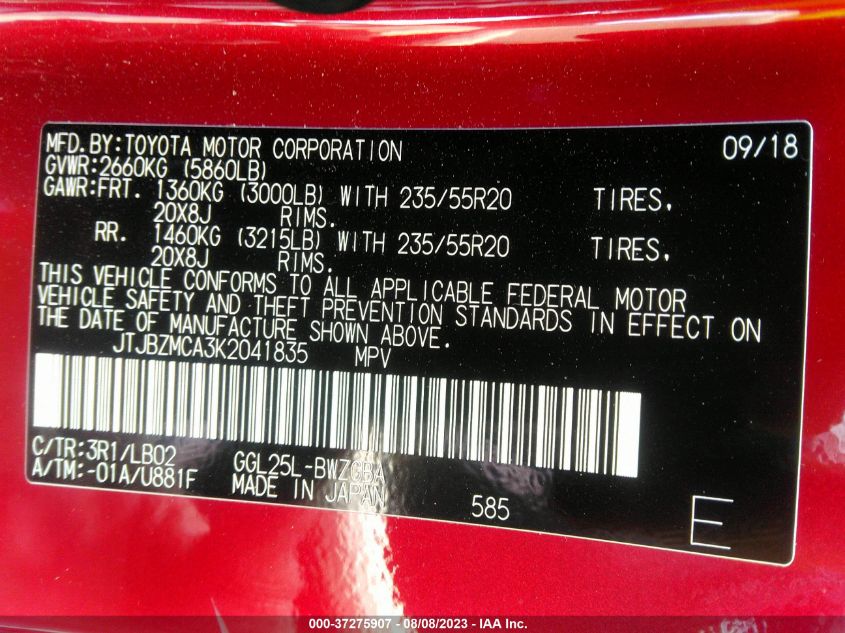 MFD.BY:TOYOTA MOTOR CORPORATION 09/18
GVWR:2660KG (5860LB)
GAWR:FRT. 1360KG (3000LB) WITH 235/55R20 TIRES.
20X8J RIMS.
RR. 1460KG (3215LB) WITH 235/55R20 TIRES.
20X8J RIMS.
THIS VEHICLE CONFORMS TO ALL APPLICABLE FEDERAL MOTOR
VEHICLE SAFETY AND THEFT PREVENTION STANDARDS IN EFFECT ON
THE DATE OF MANUFACTURE SHOWN ABOVE.
JTJBZMCA3K2041835 MPV
C/TR:3R1/LB02 GGL25L-BWZGBA
A/TM:-01A/U881F MADE IN JAPAN 585 E
000-37275907 - 08/08/2023 - IAA Inc.